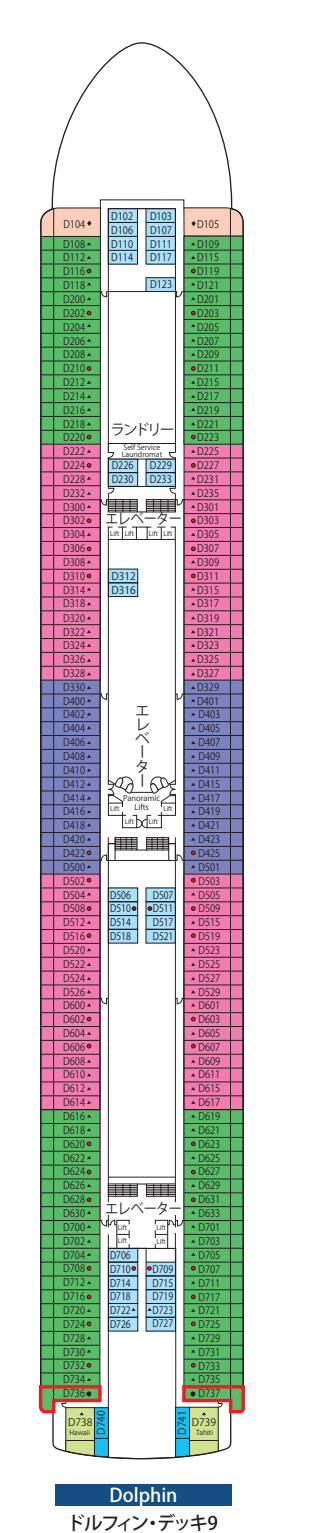 D102 D103
D104♦ D106 D107 ♦D105
D108▲ D110 D111 ▲D109
D112▲ D114 D117 ▲D115
D116● ●D119
D118▲ D123 ▲D121
D200▲ ▲D201
D202● ●D203
D204▲ ▲D205
D206▲ ▲D207
D208▲ ▲D209
D210● ●D211
D212▲ ▲D215
D214▲ ▲D217
D216▲ ▲D219
D218▲ ▲D221
D220● ランドリー ●D223
D222▲ Self Service ▲D225
Laundromat
D224● D226 D229 ●D227
D228▲ D230 D233 ▲D231
D232▲ ▲D235
D300▲ ▲D301
D302● エレベーター ●D303
D304▲ Lift Lift Lift Lift ▲D305
D306● ●D307
D308▲ ▲D309
D310● D312 ●D311
D314▲ D316 ▲D315
D318▲ ▲D317
D320▲ ▲D319
D322▲ ▲D321
D324▲ ▲D323
D326▲ ▲D325
D328▲ ▲D327
D330▲ ▲D329
D400▲ ▲D401
D402▲ ▲D403
D404▲ ▲D405
D406▲ ▲D407
D408▲ ▲D409
D410▲ ▲D411
エレベーター
D412▲ ▲D415
D414▲ Panoramic ▲D417
D416▲ Lift Lifts Lift ▲D419
D418▲ Lift Lift ▲D421
D420▲ ▲D423
D422● ●D425
D500▲ ▲D501
D502● ●D503
D504▲ D506 D507 ▲D505
D508● D510● ●D511 ●D509
D512▲ D514 D517 ▲D515
D516● D518 D521 ●D519
D520▲ ▲D523
D522▲ ▲D525
D524▲ ▲D527
D526▲ ▲D529
D600▲ ▲D601
D602● ●D603
D604▲ ▲D605
D606● ●D607
D608▲ ▲D609
D610▲ ▲D611
D612▲ ▲D615
D614▲ ▲D617
D616▲ ▲D619
D618▲ ▲D621
D620● ●D623
D622▲ ▲D625
D624● ●D627
D626▲ ▲D629
D628● ●D631
D630▲ エレベーター ▲D633
D700▲ Lift Lift ▲D701
D702▲ Lift Lift ▲D703
D704▲ D706 ▲D705
D708● D710● ●D709 ●D707
D712▲ D714 D715 ▲D711
D716● D718 D719 ●D717
D720▲ D722▲ ▲D723 ▲D721
D724● D726 D727 ●D725
D728▲ ▲D729
D730▲ ▲D731
D732● ●D733
D734▲ ▲D735
D736● ●D737
▲ D740 D741 ▲
D738 D739
Hawaii Tahiti
Dolphin
ドルフィン・デッキ9